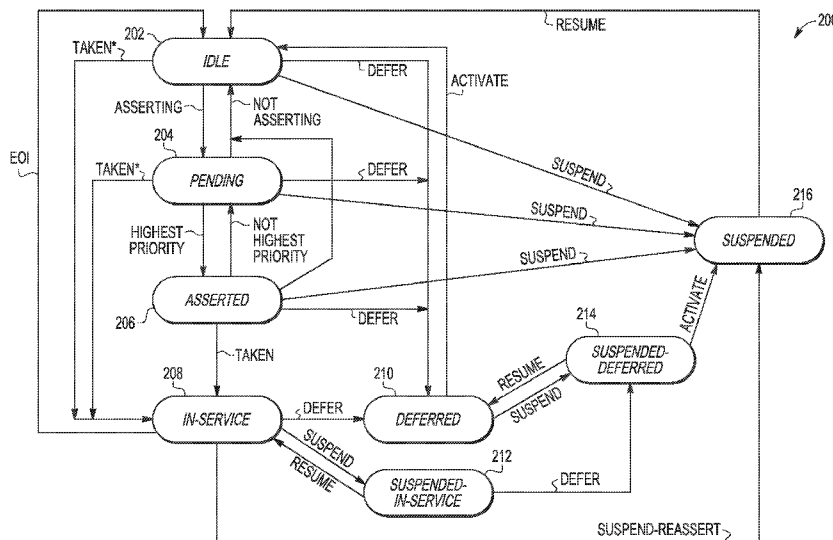 202
RESUME
200
TAKEN*
IDLE
DEFER
ACTIVATE
ASSERTING
NOT
ASSERTING
204
EOI
TAKEN*
PENDING
DEFER
SUSPEND
SUSPEND
216
HIGHEST
PRIORITY
NOT
HIGHEST
PRIORITY
SUSPEND
SUSPENDED
206
ASSERTED
DEFER
214
ACTIVATE
TAKEN
208
210
RESUME
SUSPENDED-
DEFERRED
IN-SERVICE
DEFER
DEFERRED
SUSPEND
SUSPEND
RESUME
212
SUSPENDED-
IN-SERVICE
DEFER
SUSPEND-REASSERT